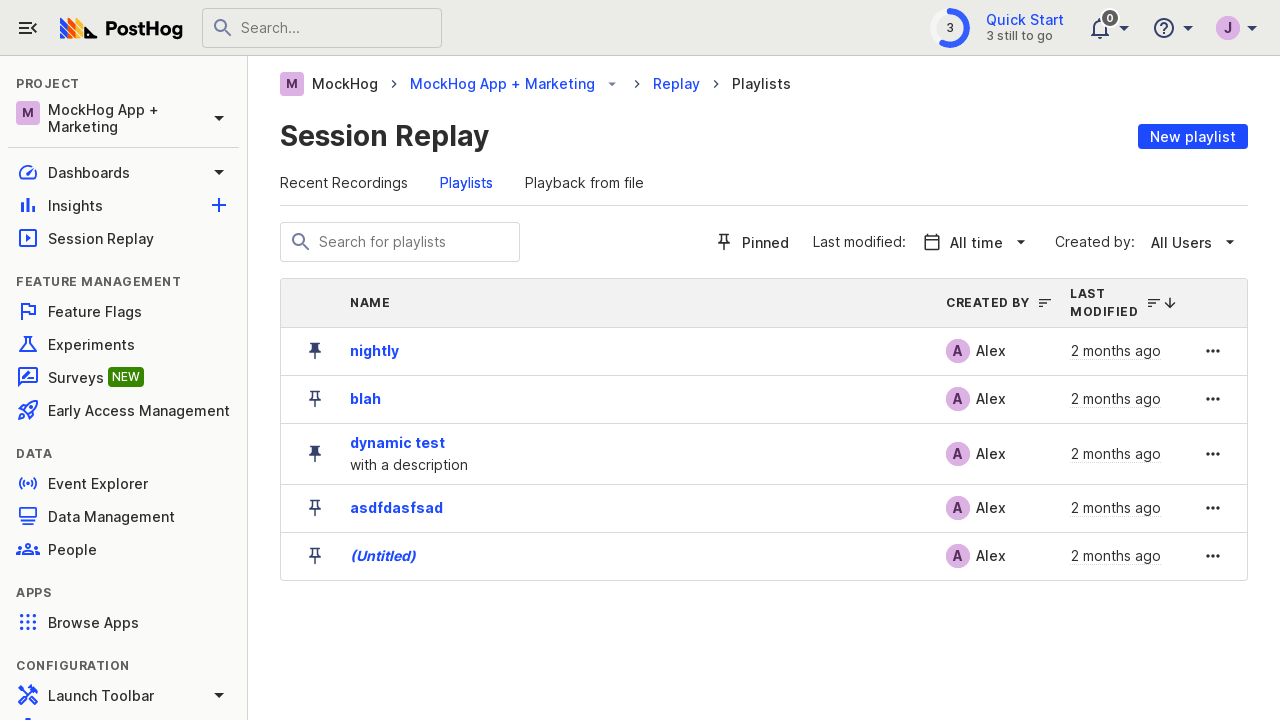 PostHog
Search...
3
Quick Start
3 still to go
0
J
PROJECT
M
MockHog App +
Marketing
Dashboards
Insights
Session Replay
FEATURE MANAGEMENT
Feature Flags
Experiments
Surveys NEW
Early Access Management
DATA
Event Explorer
Data Management
People
APPS
Browse Apps
CONFIGURATION
Launch Toolbar
M MockHog MockHog App + Marketing Replay Playlists
Session Replay
New playlist
Recent Recordings Playlists Playback from file
Search for playlists
Pinned Last modified: All time Created by: All Users
NAME CREATED BY LAST
MODIFIED
nightly A Alex 2 months ago
blah A Alex 2 months ago
dynamic test
with a description A Alex 2 months ago
asdfdasfsad A Alex 2 months ago
(Untitled) A Alex 2 months ago